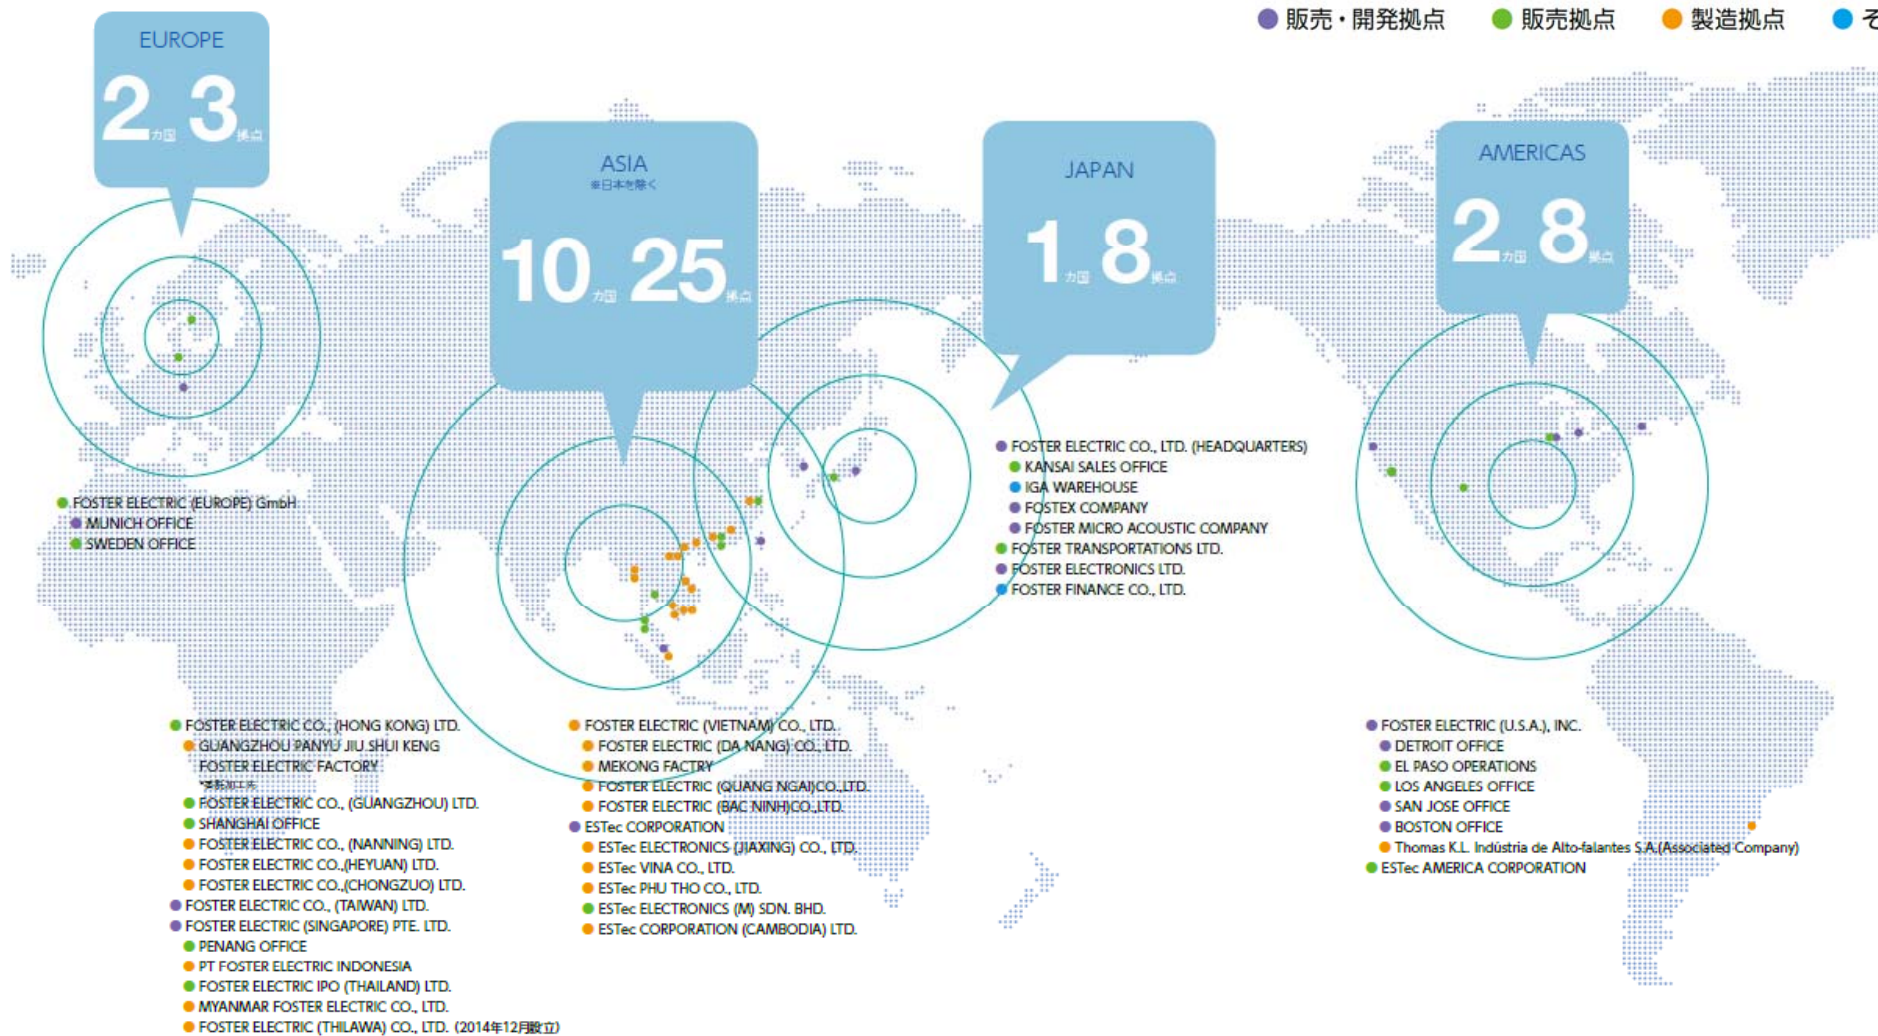 販売・開発拠点 販売拠点 製造拠点 そ
EUROPE
2カ国 3拠点
ASIA
※日本を除く
10カ国 25拠点
JAPAN
1カ国 8拠点
AMERICAS
2カ国 8拠点
FOSTER ELECTRIC (EUROPE) GmbH
MUNICH OFFICE
SWEDEN OFFICE
FOSTER ELECTRIC CO., LTD. (HEADQUARTERS)
KANSAI SALES OFFICE
IGA WAREHOUSE
FOSTEX COMPANY
FOSTER MICRO ACOUSTIC COMPANY
FOSTER TRANSPORTATIONS LTD.
FOSTER ELECTRONICS LTD.
FOSTER FINANCE CO., LTD.
FOSTER ELECTRIC CO., (HONG KONG) LTD.
GUANGZHOU PANYU JIU SHUI KENG
FOSTER ELECTRIC FACTORY
*委託加工先
FOSTER ELECTRIC CO., (GUANGZHOU) LTD.
SHANGHAI OFFICE
FOSTER ELECTRIC CO., (NANNING) LTD.
FOSTER ELECTRIC CO.,(HEYUAN) LTD.
FOSTER ELECTRIC CO.,(CHONGZUO) LTD.
FOSTER ELECTRIC CO., (TAIWAN) LTD.
FOSTER ELECTRIC (SINGAPORE) PTE. LTD.
PENANG OFFICE
PT FOSTER ELECTRIC INDONESIA
FOSTER ELECTRIC IPO (THAILAND) LTD.
MYANMAR FOSTER ELECTRIC CO., LTD.
FOSTER ELECTRIC (THILAWA) CO., LTD. (2014年12月設立)
FOSTER ELECTRIC (VIETNAM) CO., LTD.
FOSTER ELECTRIC (DA NANG) CO., LTD.
MEKONG FACTRY
FOSTER ELECTRIC (QUANG NGAI)CO.,LTD.
FOSTER ELECTRIC (BAC NINH)CO.,LTD.
ESTec CORPORATION
ESTec ELECTRONICS (JIAXING) CO., LTD.
ESTec VINA CO., LTD.
ESTec PHU THO CO., LTD.
ESTec ELECTRONICS (M) SDN. BHD.
ESTec CORPORATION (CAMBODIA) LTD.
FOSTER ELECTRIC (U.S.A.), INC.
DETROIT OFFICE
EL PASO OPERATIONS
LOS ANGELES OFFICE
SAN JOSE OFFICE
BOSTON OFFICE
Thomas K.L. Indústria de Alto-falantes S.A.(Associated Company)
ESTec AMERICA CORPORATION